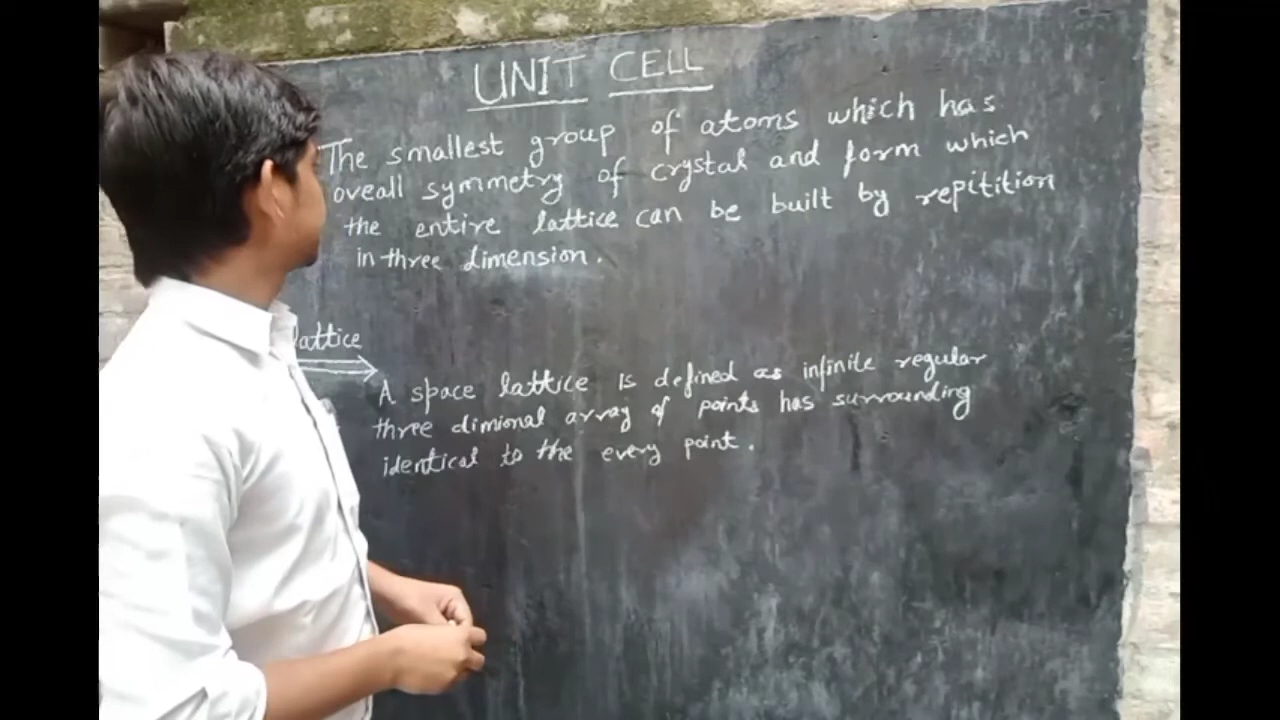 UNIT CELL
The smallest group of atoms which has
oveall symmetry of crystal and form which
the entire lattice can be built by repitition
in three dimension.
lattice
A space lattice is defined as infinite regular
three dimional array of points has surrounding
identical to the every point.